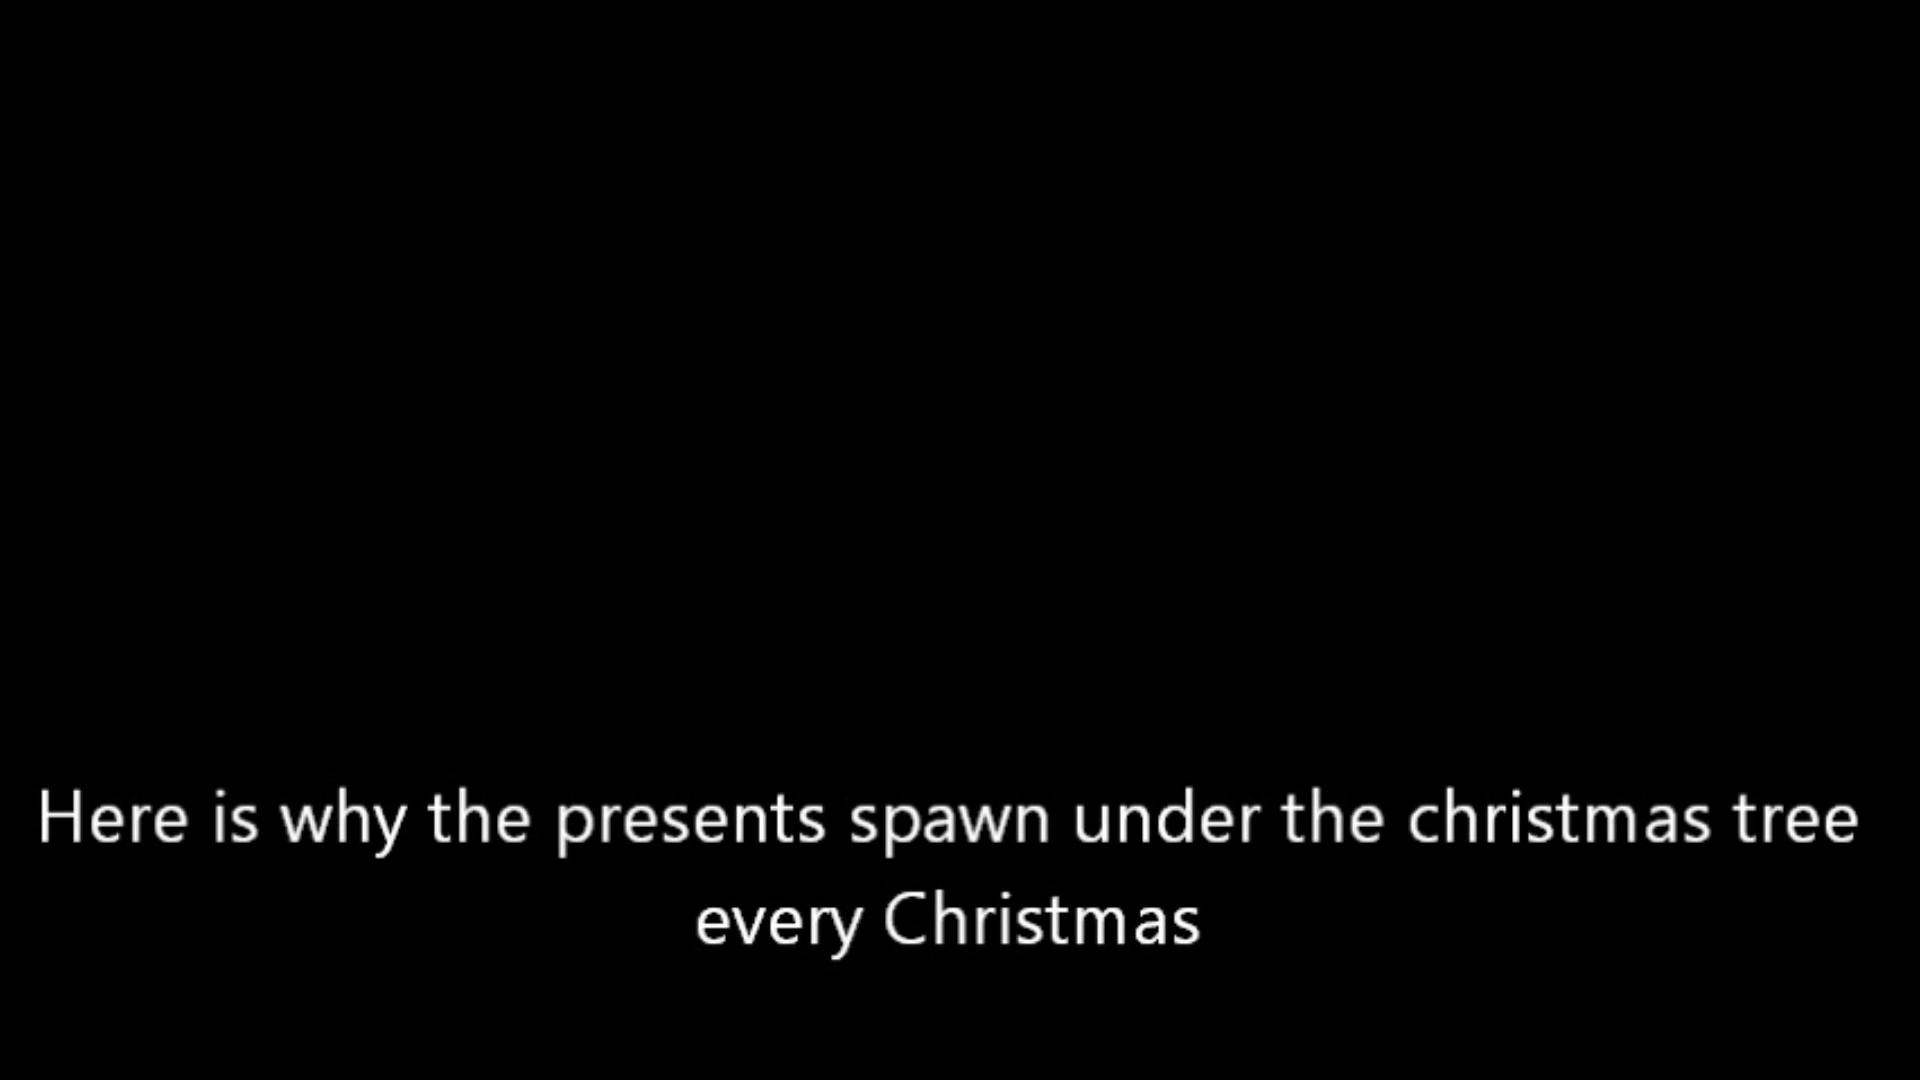 Here is why the presents spawn under the christmas tree
every Christmas